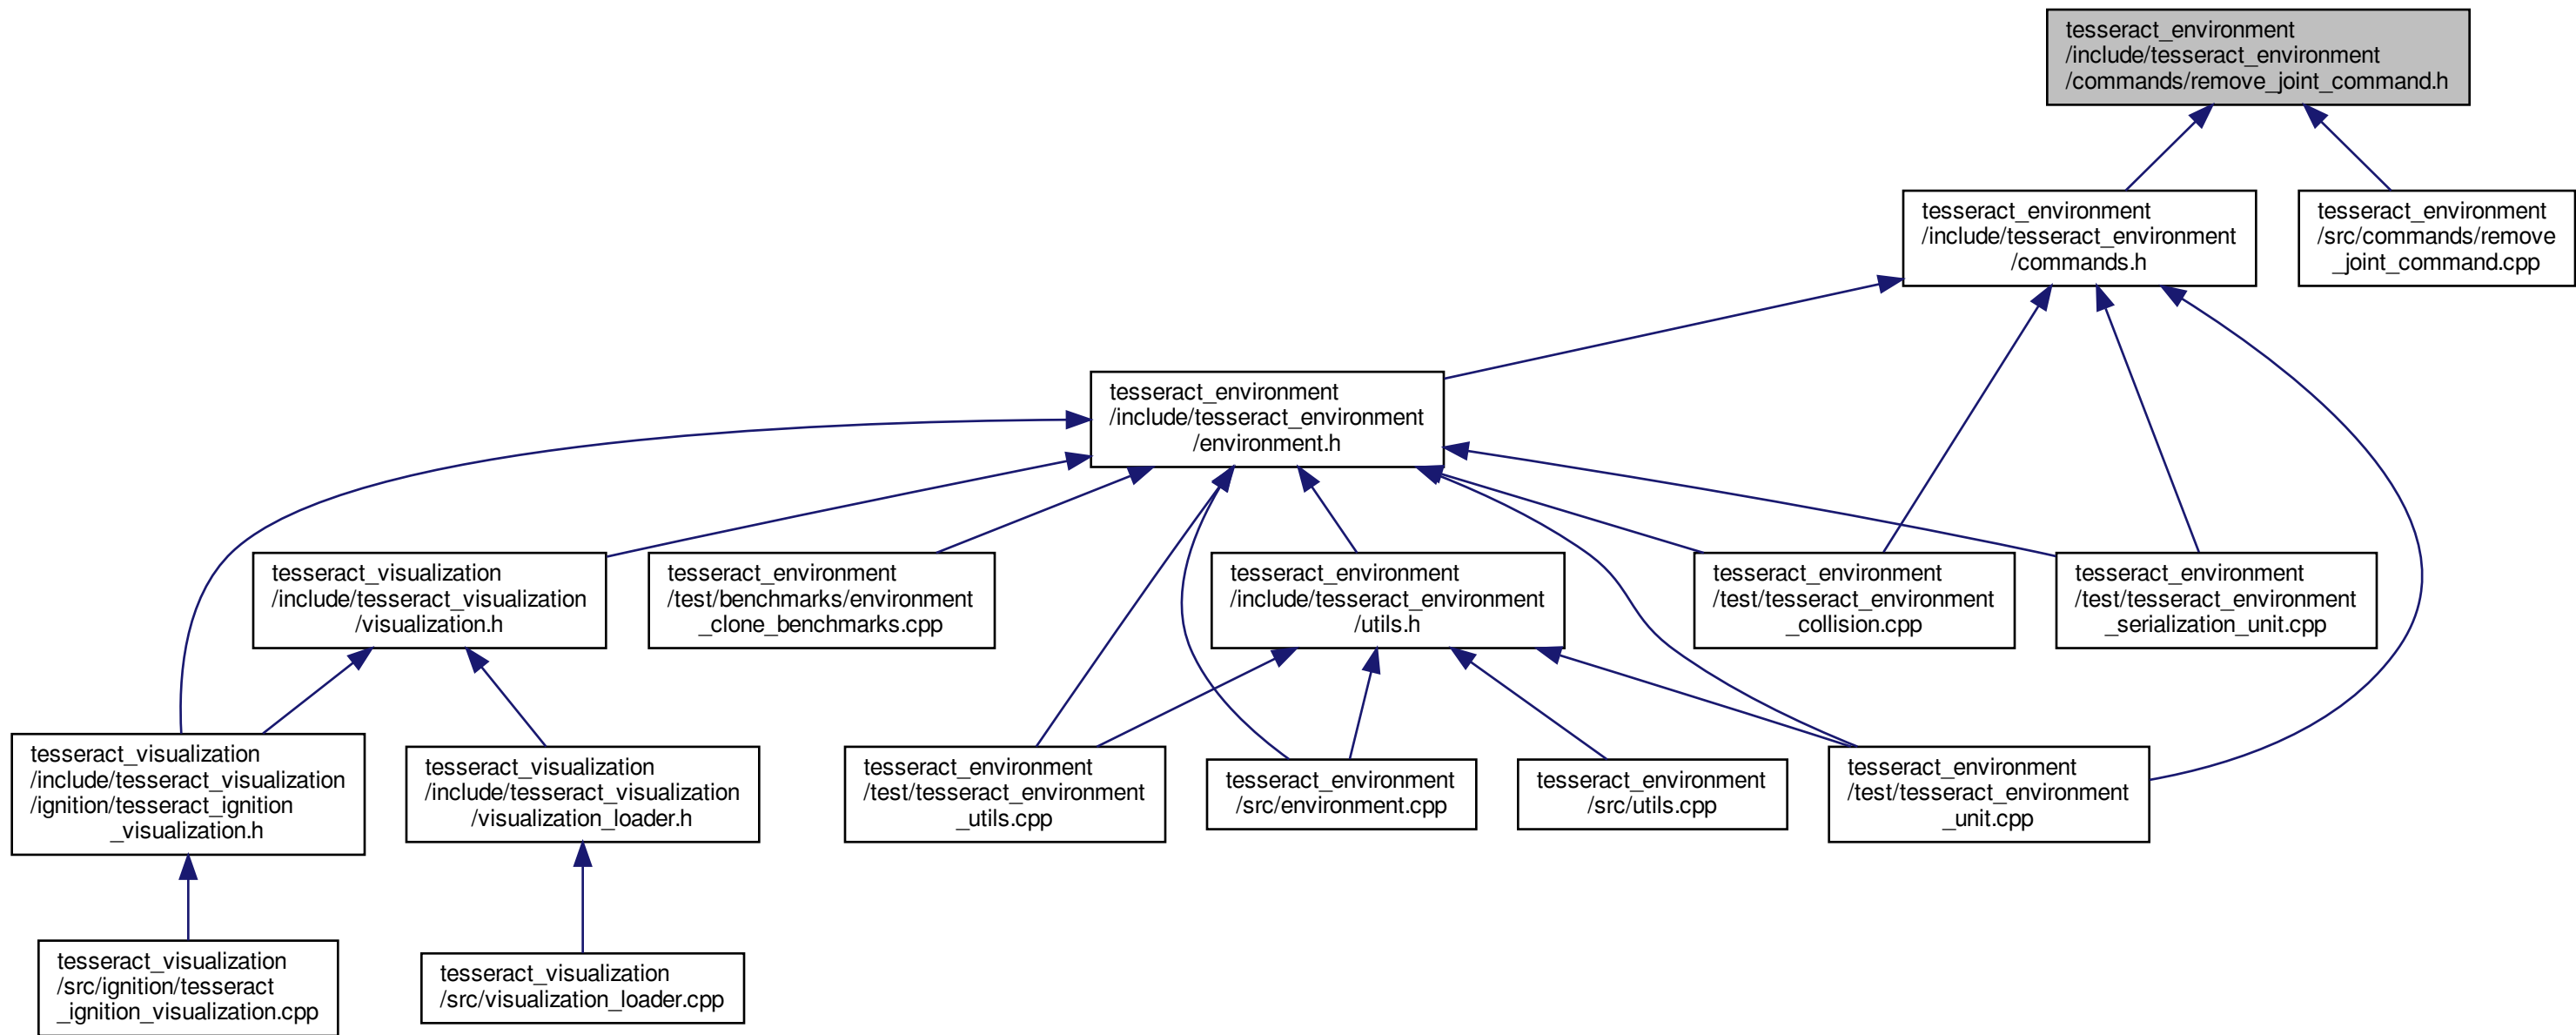 tesseract_environment
/include/tesseract_environment
/commands/remove_joint_command.h
tesseract_environment
/include/tesseract_environment
/commands.h
tesseract_environment
/src/commands/remove
_joint_command.cpp
tesseract_environment
/include/tesseract_environment
/environment.h
tesseract_visualization
/include/tesseract_visualization
/visualization.h
tesseract_environment
/test/benchmarks/environment
_clone_benchmarks.cpp
tesseract_environment
/include/tesseract_environment
/utils.h
tesseract_environment
/test/tesseract_environment
_collision.cpp
tesseract_environment
/test/tesseract_environment
_serialization_unit.cpp
tesseract_visualization
/include/tesseract_visualization
/ignition/tesseract_ignition
_visualization.h
tesseract_visualization
/include/tesseract_visualization
/visualization_loader.h
tesseract_environment
/test/tesseract_environment
_utils.cpp
tesseract_environment
/src/environment.cpp
tesseract_environment
/src/utils.cpp
tesseract_environment
/test/tesseract_environment
_unit.cpp
tesseract_visualization
/src/ignition/tesseract
_ignition_visualization.cpp
tesseract_visualization
/src/visualization_loader.cpp